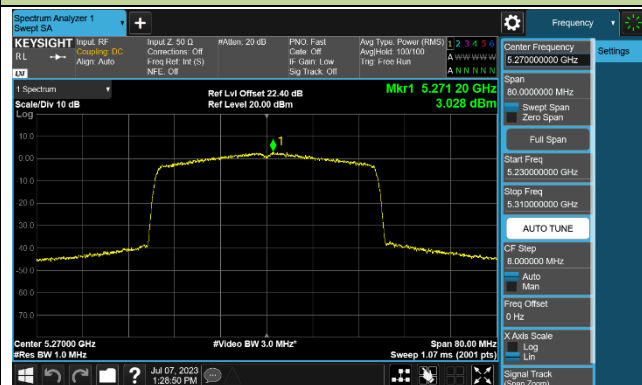 Spectrum Analyzer 1
Swept SA
+
Frequency
KEYSIGHT
Input: RF
Coupling: DC
Align: Auto
Input Z: 50 Ω
Corrections: Off
Freq Ref: Int (S)
NFE: Off
#Atten: 20 dB
PNO: Fast
Gate: Off
IF Gain: Low
Sig Track: Off
Avg Type: Power (RMS)
Avg|Hold: 100/100
Trig: Free Run
1 2 3 4 5 6
A W W W W W
A N N N N N
RL
LXI
1 Spectrum
Scale/Div 10 dB
Log
Ref Lvl Offset 22.40 dB
Ref Level 20.00 dBm
Mkr1 5.271 20 GHz
3.028 dBm
1
10.0
0.00
-10.0
-20.0
-30.0
-40.0
-50.0
-60.0
-70.0
Center 5.27000 GHz
#Res BW 1.0 MHz
#Video BW 3.0 MHz*
Span 80.00 MHz
Sweep 1.07 ms (2001 pts)
Center Frequency
5.270000000 GHz
Settings
Span
80.0000000 MHz
Swept Span
Zero Span
Full Span
Start Freq
5.230000000 GHz
Stop Freq
5.310000000 GHz
AUTO TUNE
CF Step
8.000000 MHz
Auto
Man
Freq Offset
0 Hz
X Axis Scale
Log
Lin
Signal Track
(Span Zoom)
?
Jul 07, 2023
1:28:50 PM